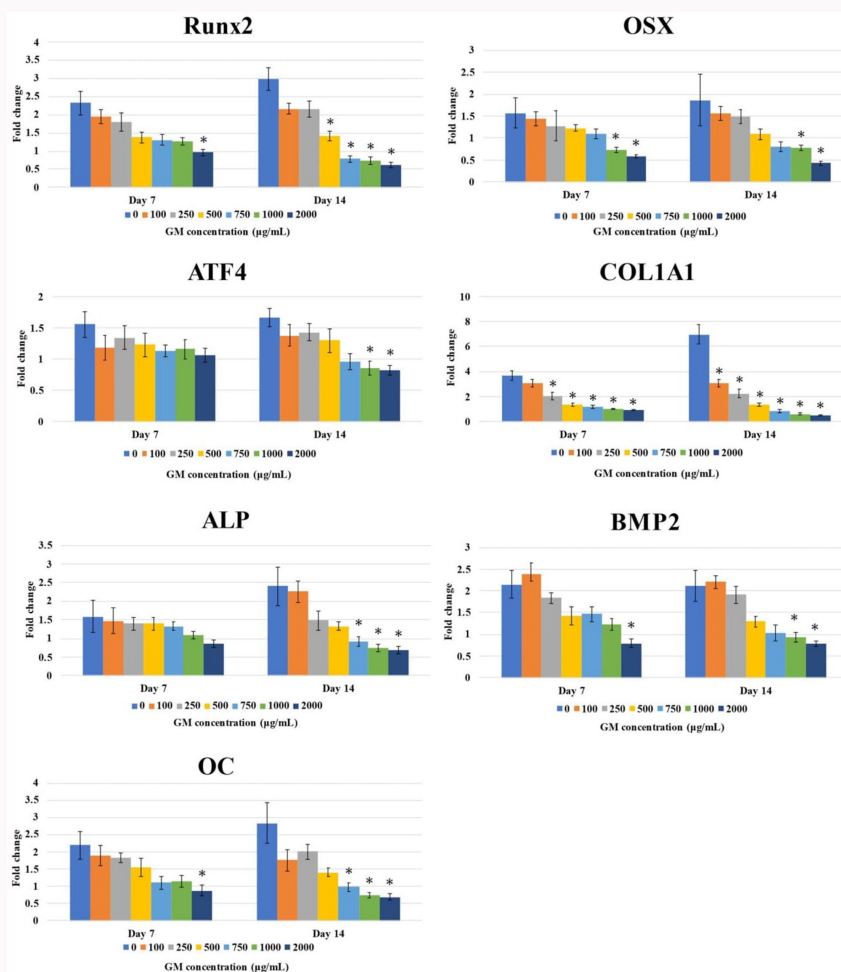 Runx2
4
3.5
3
2.5
2
1.5
1
0.5
0
Fold change
*
*
*
*
*
Day 7 Day 14
0 100 250 500 750 1000 2000
GM concentration (µg/mL)
OSX
3
2.5
2
1.5
1
0.5
0
Fold change
*
*
*
*
Day 7 Day 14
0 100 250 500 750 1000 2000
GM concentration (µg/mL)
ATF4
2
1.5
1
0.5
0
Fold change
*
*
Day 7 Day 14
0 100 250 500 750 1000 2000
GM concentration (µg/mL)
COL1A1
10
8
6
4
2
0
Fold change
*
*
*
*
*
*
*
*
*
*
*
Day 7 Day 14
0 100 250 500 750 1000 2000
GM concentration (µg/mL)
ALP
3.5
3
2.5
2
1.5
1
0.5
0
Fold change
*
*
*
Day 7 Day 14
0 100 250 500 750 1000 2000
GM concentration (µg/mL)
BMP2
3
2.5
2
1.5
1
0.5
0
Fold change
*
*
*
Day 7 Day 14
0 100 250 500 750 1000 2000
GM concentration (µg/mL)
OC
4
3.5
3
2.5
2
1.5
1
0.5
0
Fold change
*
*
*
*
Day 7 Day 14
0 100 250 500 750 1000 2000
GM concentration (µg/mL)